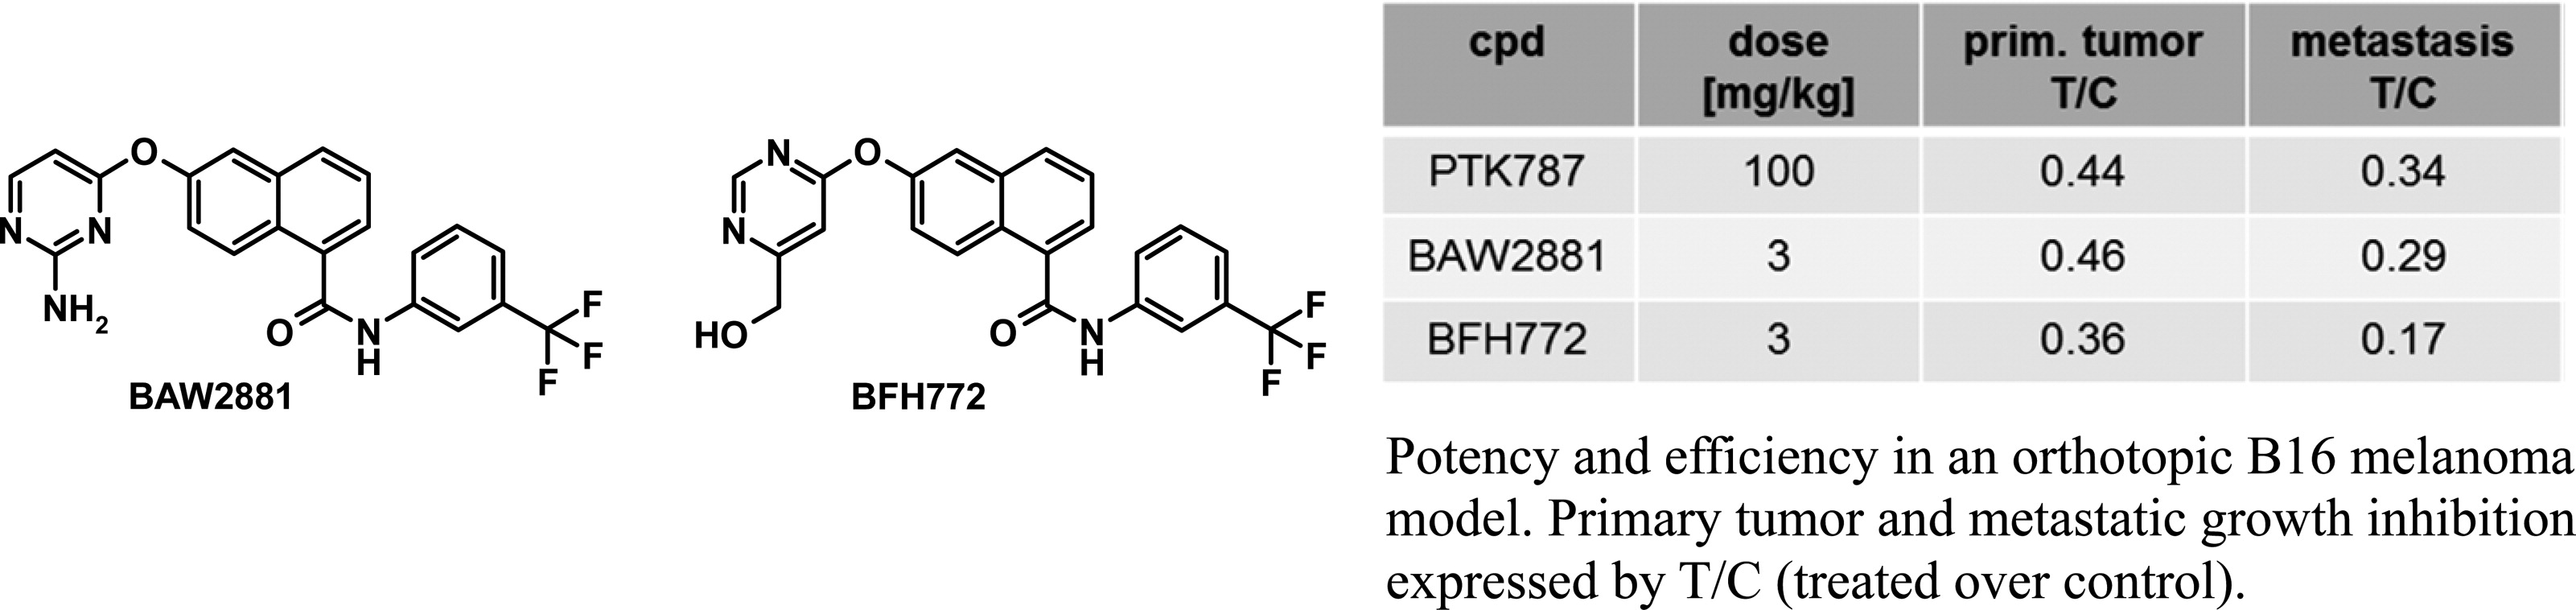 O
N
N
NH2
O
N
H
F
F
F
BAW2881
N
O
N
HO
O
N
H
F
F
F
BFH772
cpd dose prim. tumor metastasis
[mg/kg] T/C T/C
PTK787 100 0.44 0.34
BAW2881 3 0.46 0.29
BFH772 3 0.36 0.17
Potency and efficiency in an orthotopic B16 melanoma
model. Primary tumor and metastatic growth inhibition
expressed by T/C (treated over control).